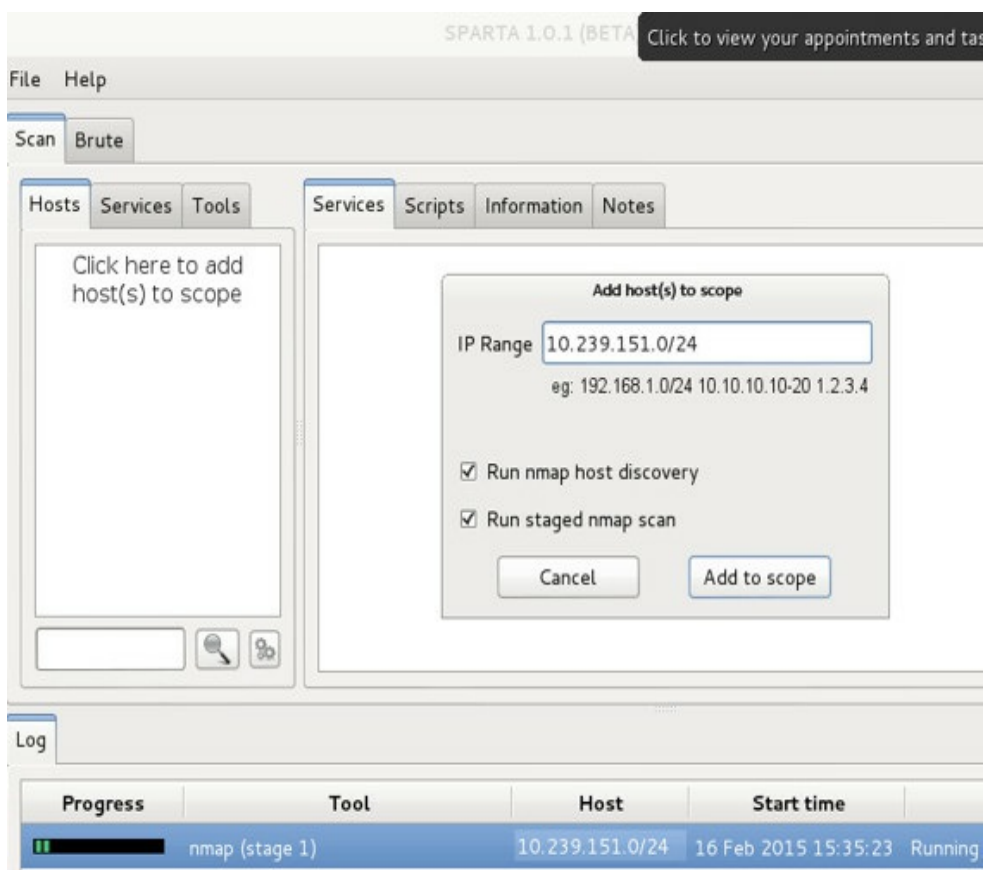 SPARTA 1.0.1 (BETA
Click to view your appointments and tas
File Help
Scan Brute
Hosts Services Tools
Services Scripts Information Notes
Click here to add
host(s) to scope
Add host(s) to scope
IP Range 10.239.151.0/24
eg: 192.168.1.0/24 10.10.10.10-20 1.2.3.4
Run nmap host discovery
Run staged nmap scan
Cancel Add to scope
Log
Progress Tool Host Start time
nmap (stage 1) 10.239.151.0/24 16 Feb 2015 15:35:23 Running